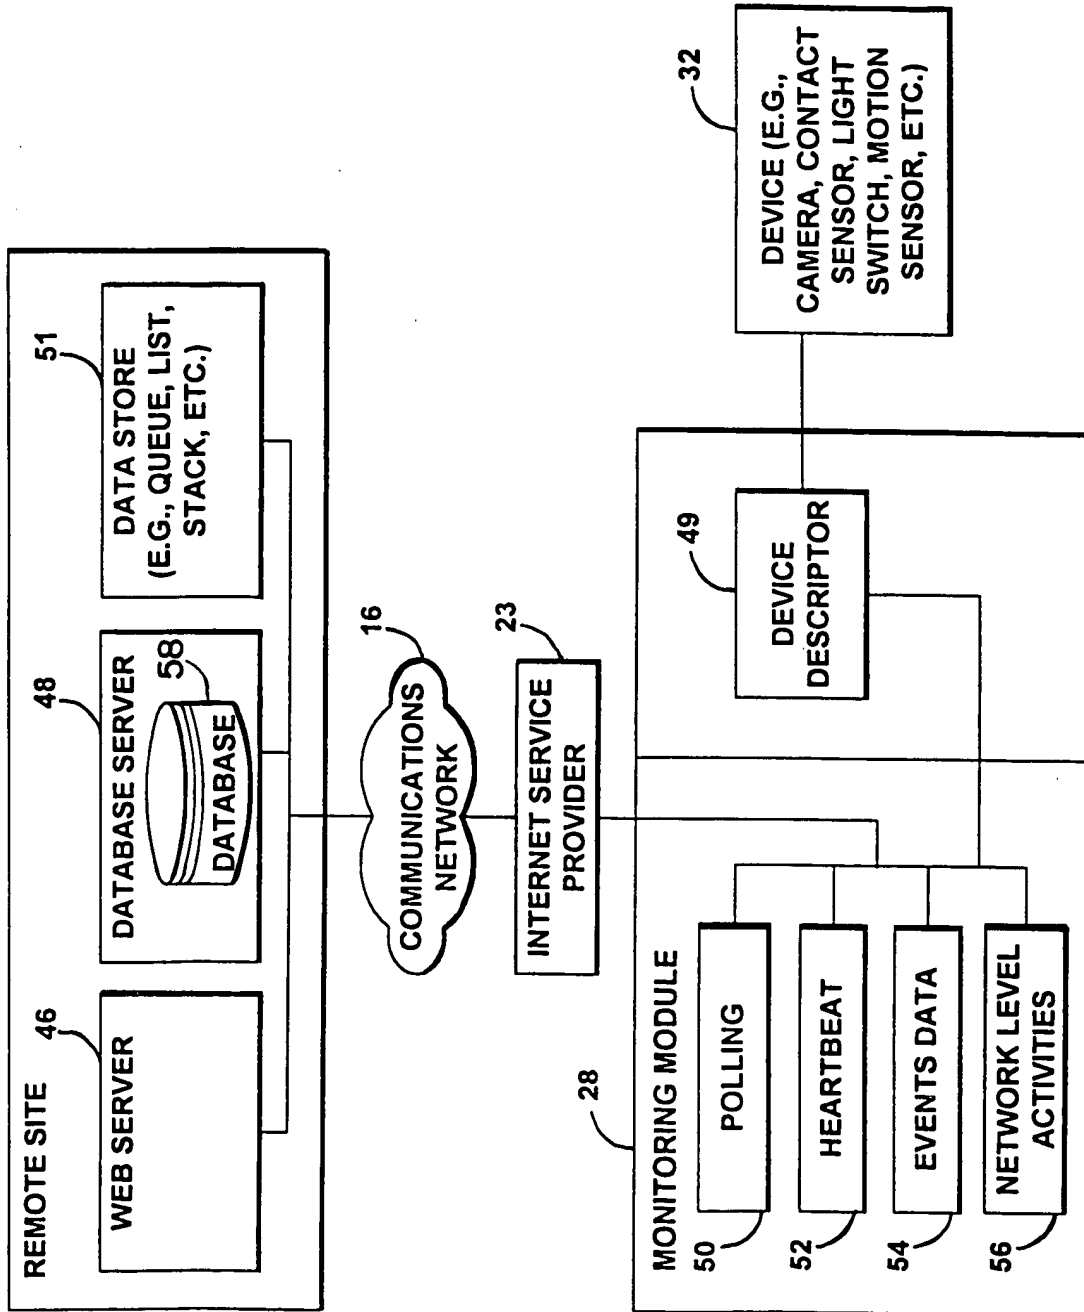 REMOTE SITE
46
WEB SERVER
48
DATABASE SERVER
58
DATABASE
51
DATA STORE
(E.G., QUEUE, LIST,
STACK, ETC.)
16
COMMUNICATIONS
NETWORK
23
INTERNET SERVICE
PROVIDER
28
MONITORING MODULE
50
POLLING
52
HEARTBEAT
54
EVENTS DATA
56
NETWORK LEVEL
ACTIVITIES
49
DEVICE
DESCRIPTOR
32
DEVICE (E.G.,
CAMERA, CONTACT
SENSOR, LIGHT
SWITCH, MOTION
SENSOR, ETC.)